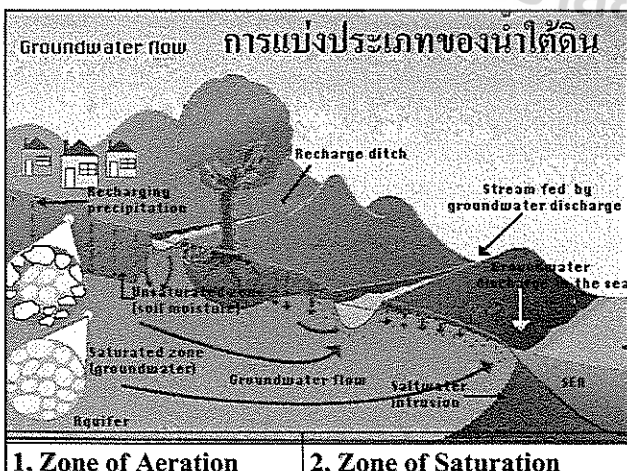 Groundwater flow
การแบ่งประเภทของน้ำใต้ดิน
Recharge ditch
Recharging
precipitation
Stream fed by
groundwater discharge
Groundwater
discharge in the sea
Unsaturated zone
(soil moisture)
Saturated zone
(groundwater)
Groundwater flow
Saltwater
intrusion
SEA
Aquifer
1. Zone of Aeration
2. Zone of Saturation